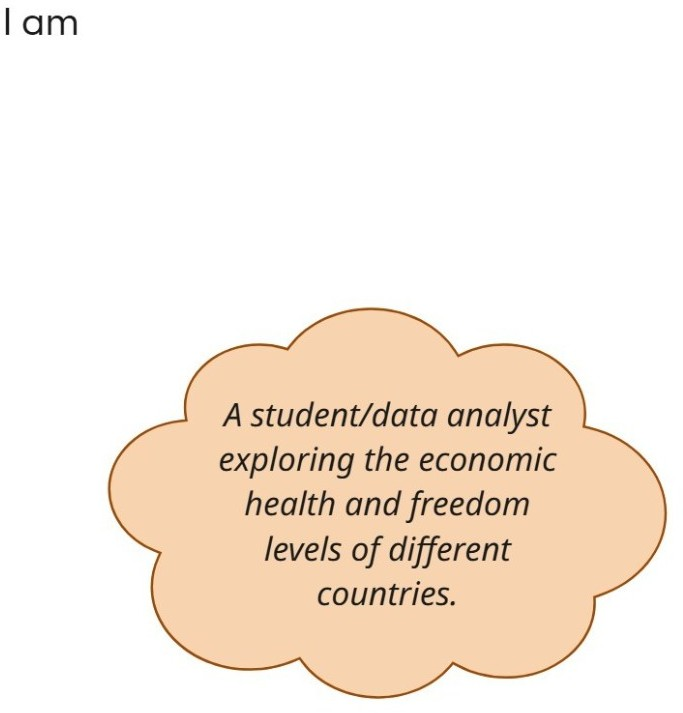 I am
A student/data analyst
exploring the economic
health and freedom
levels of different
countries.